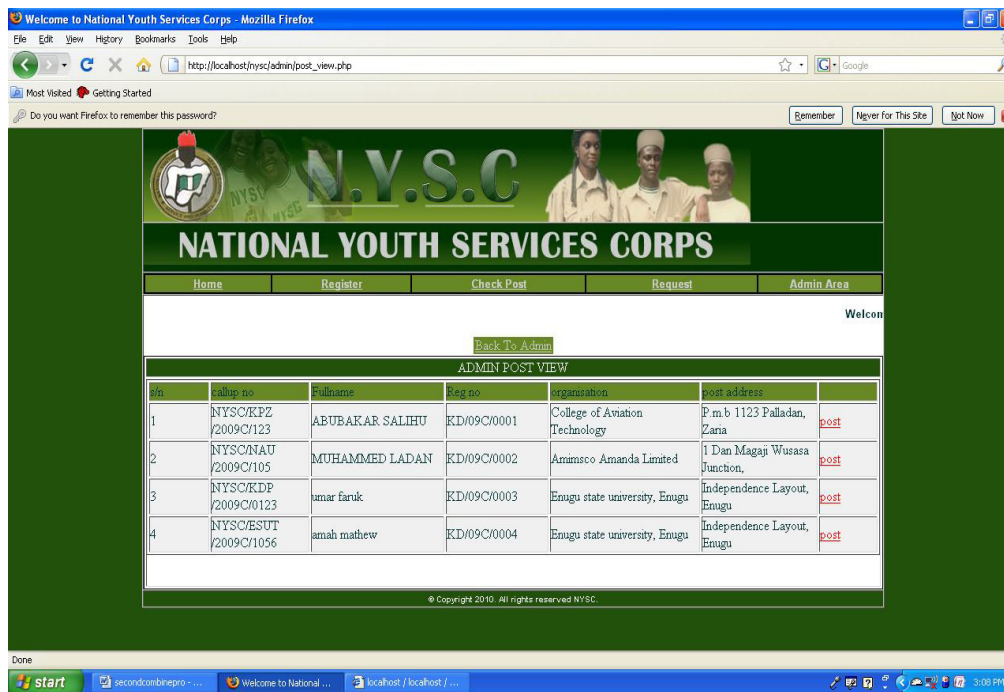 Welcome to National Youth Services Corps - Mozilla Firefox
File Edit View History Bookmarks Tools Help
http://localhost/nysc/admin/post_view.php
G Google
Most Visited Getting Started
Do you want Firefox to remember this password? Remember Never for This Site Not Now
NYSC
NYSC
N.Y.S.C
NATIONAL YOUTH SERVICES CORPS
Home Register Check Post Request Admin Area
Welcom
Back To Admin
ADMIN POST VIEW
s/n callup no Fullname Reg no organisation post address
1 NYSC/KPZ ABUBAKAR SALIHU KD/09C/0001 College of Aviation P.m.b 1123 Palladan, post
/2009C/123 Technology Zaria
2 NYSC/NAU MUHAMMED LADAN KD/09C/0002 Amimsco Amanda Limited 1 Dan Magaji Wusasa post
/2009C/105 Junction,
3 NYSC/KDP umar faruk KD/09C/0003 Enugu state university, Enugu Independence Layout, post
/2009C/0123 Enugu
4 NYSC/ESUT amah mathew KD/09C/0004 Enugu state university, Enugu Independence Layout, post
/2009C/1056 Enugu
© Copyright 2010. All rights reserved NYSC.
Done
start secondcombinepro - ... Welcome to National ... localhost / localhost / ... 3:08 PM